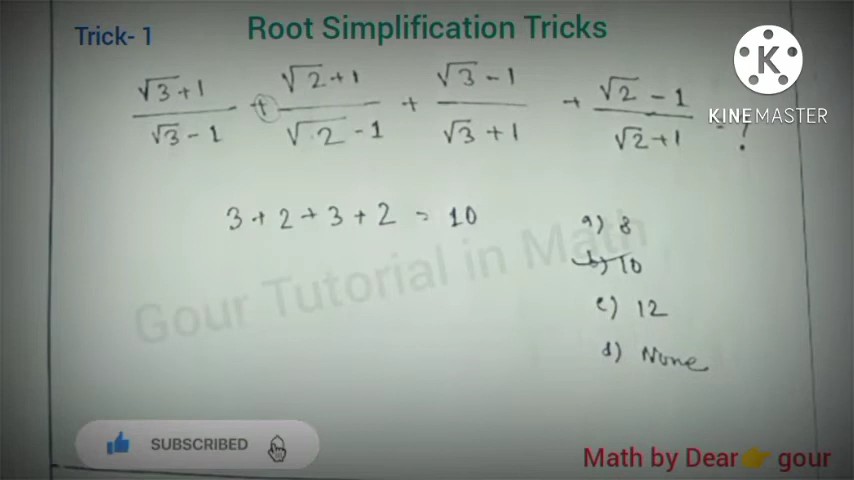 Trick- 1
Root Simplification Tricks
√3+1 / √3-1 + √2+1 / √2-1 + √3-1 / √3+1 + √2-1 / √2+1 = ?
K
KINEMASTER
3+2+3+2 = 10
a) 8
b) 10
c) 12
d) None
Gour Tutorial in Math
SUBSCRIBED
Math by Dear 👉 gour